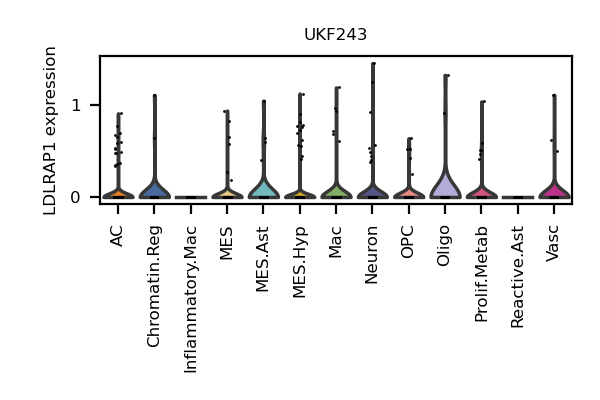 UKF243
LDLRAP1 expression
1
0
AC
Chromatin.Reg
Inflammatory.Mac
MES
MES.Ast
MES.Hyp
Mac
Neuron
OPC
Oligo
Prolif.Metab
Reactive.Ast
Vasc